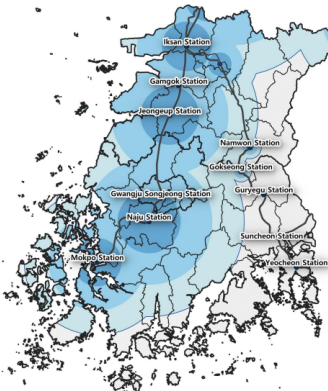 Iksan Station
Gamgok Station
Jeongeup Station
Namwon Station
Gokseong Station
Guryegu Station
Gwangju Songjeong Station
Naju Station
Suncheon Station
Mokpo Station
Yeocheon Station